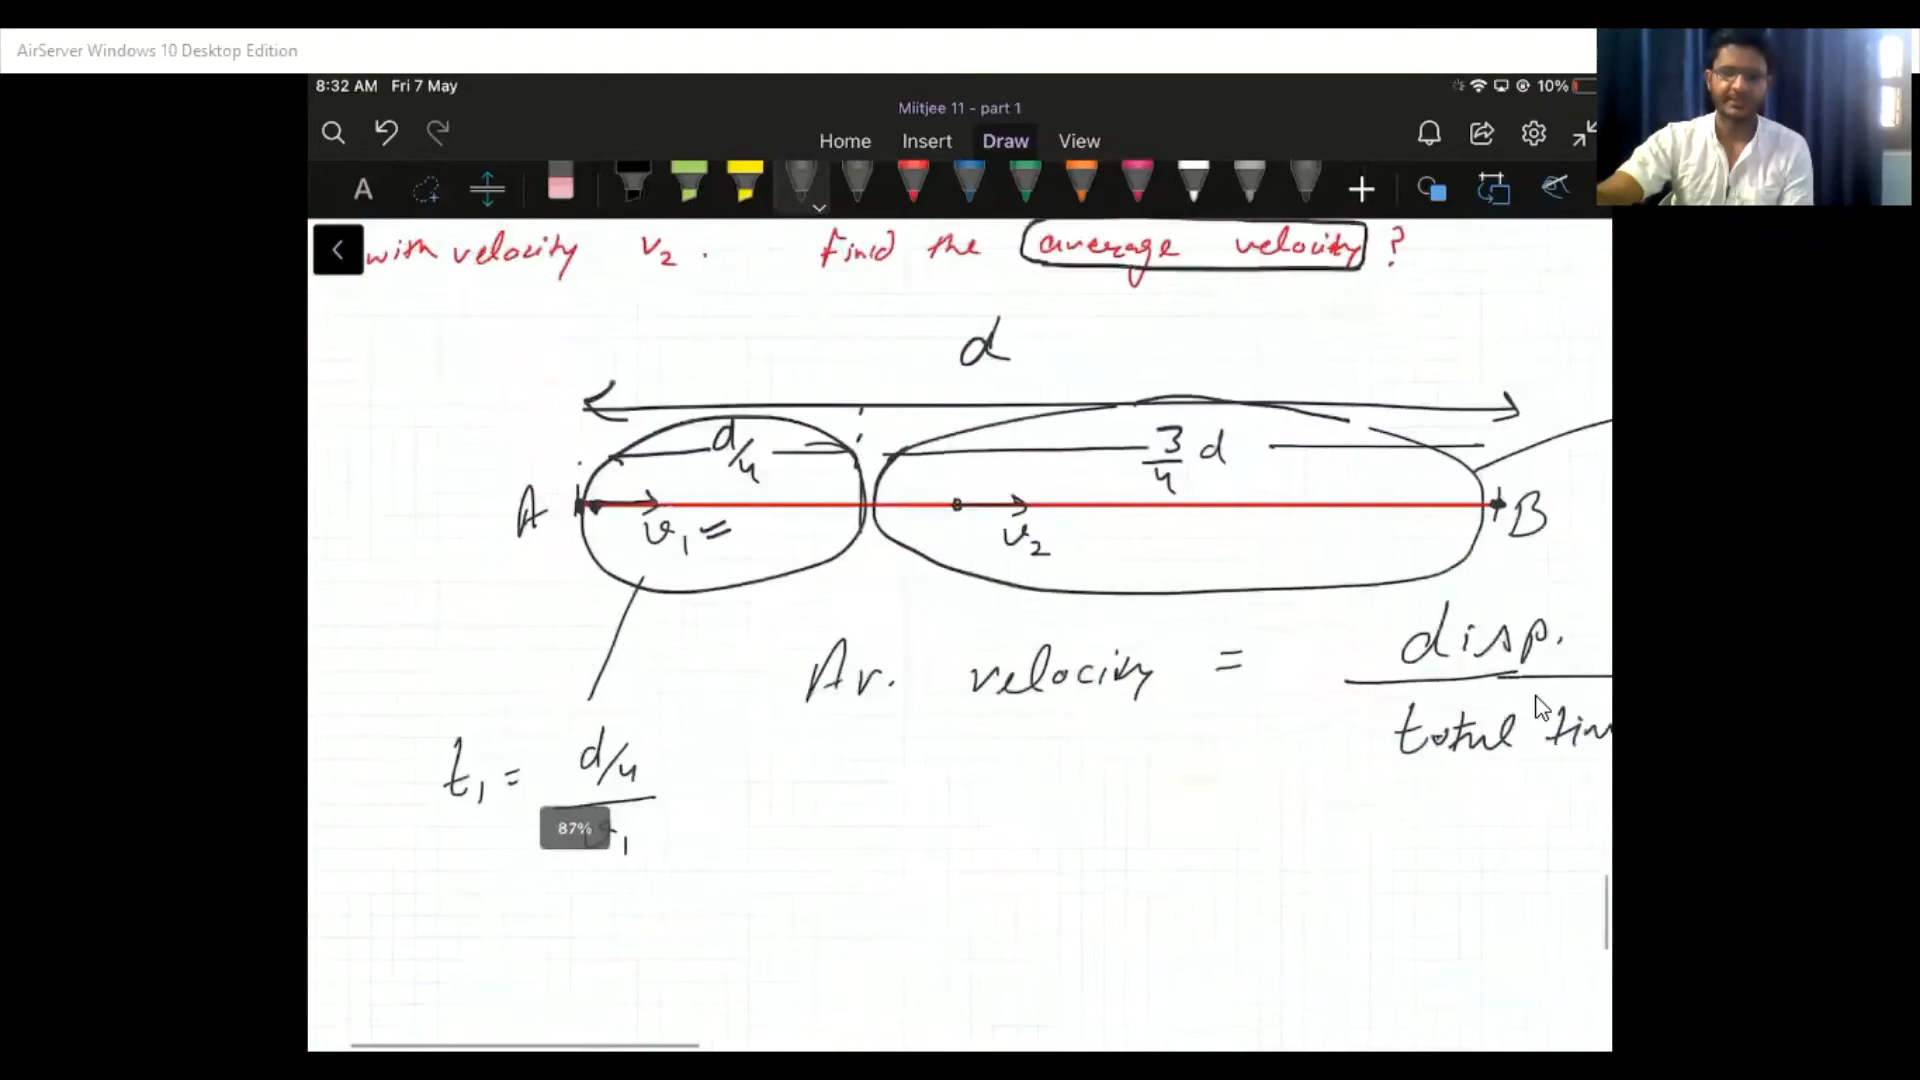 AirServer Windows 10 Desktop Edition
8:32 AM Fri 7 May
10%
Miitjee 11 - part 1
Home Insert Draw View
A
with velocity v₂ . find the average velocity ?
d
d/4
3/4 d
A
v₁ =
v₂
B
Av. velocity = disp.
total
t₁ = d/4
87%